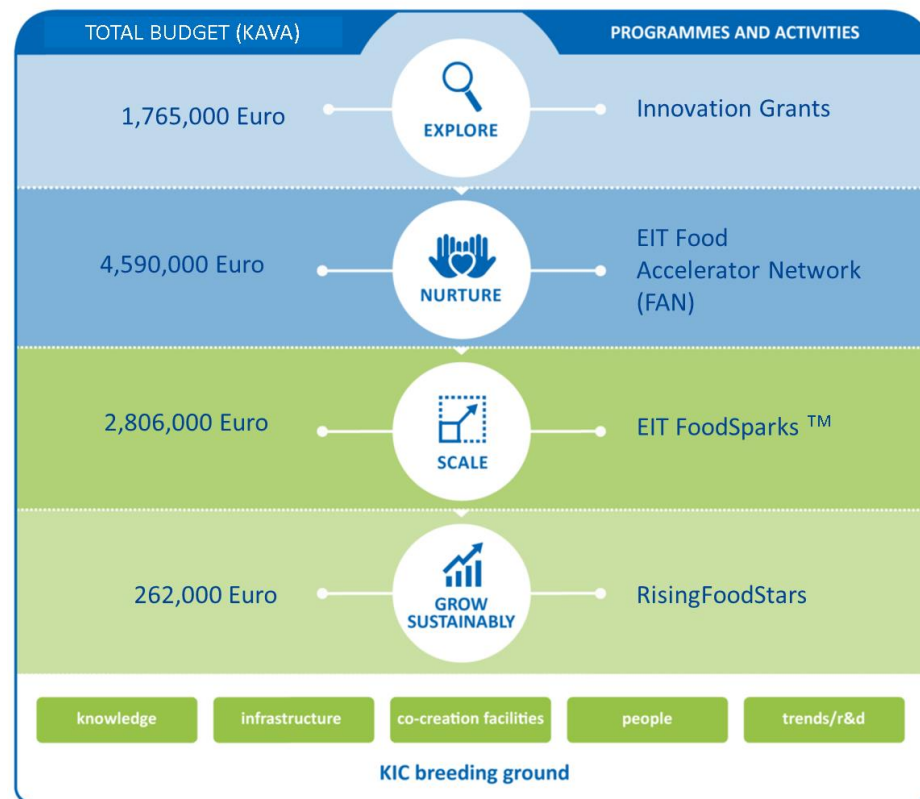 TOTAL BUDGET (KAVA)
PROGRAMMES AND ACTIVITIES
1,765,000 Euro
EXPLORE
Innovation Grants
4,590,000 Euro
NURTURE
EIT Food
Accelerator Network
(FAN)
2,806,000 Euro
SCALE
EIT FoodSparks ™
262,000 Euro
GROW
SUSTAINABLY
RisingFoodStars
knowledge
infrastructure
co-creation facilities
people
trends/r&d
KIC breeding ground